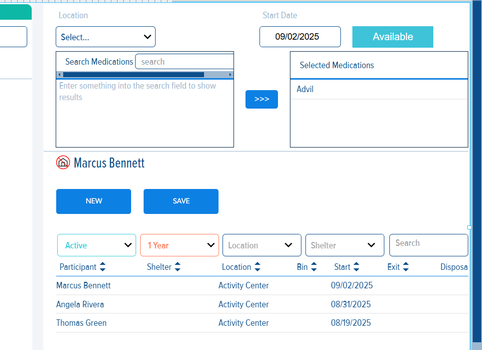 Location
Start Date
Select...
09/02/2025
Available
Search Medications
search
Selected Medications
Enter something into the search field to show
results
>>>
Advil
Marcus Bennett
NEW
SAVE
Active
1 Year
Location
Shelter
Search
Participant
Shelter
Location
Bin
Start
Exit
Disposa
Marcus Bennett
Activity Center
09/02/2025
Angela Rivera
Activity Center
08/31/2025
Thomas Green
Activity Center
08/19/2025